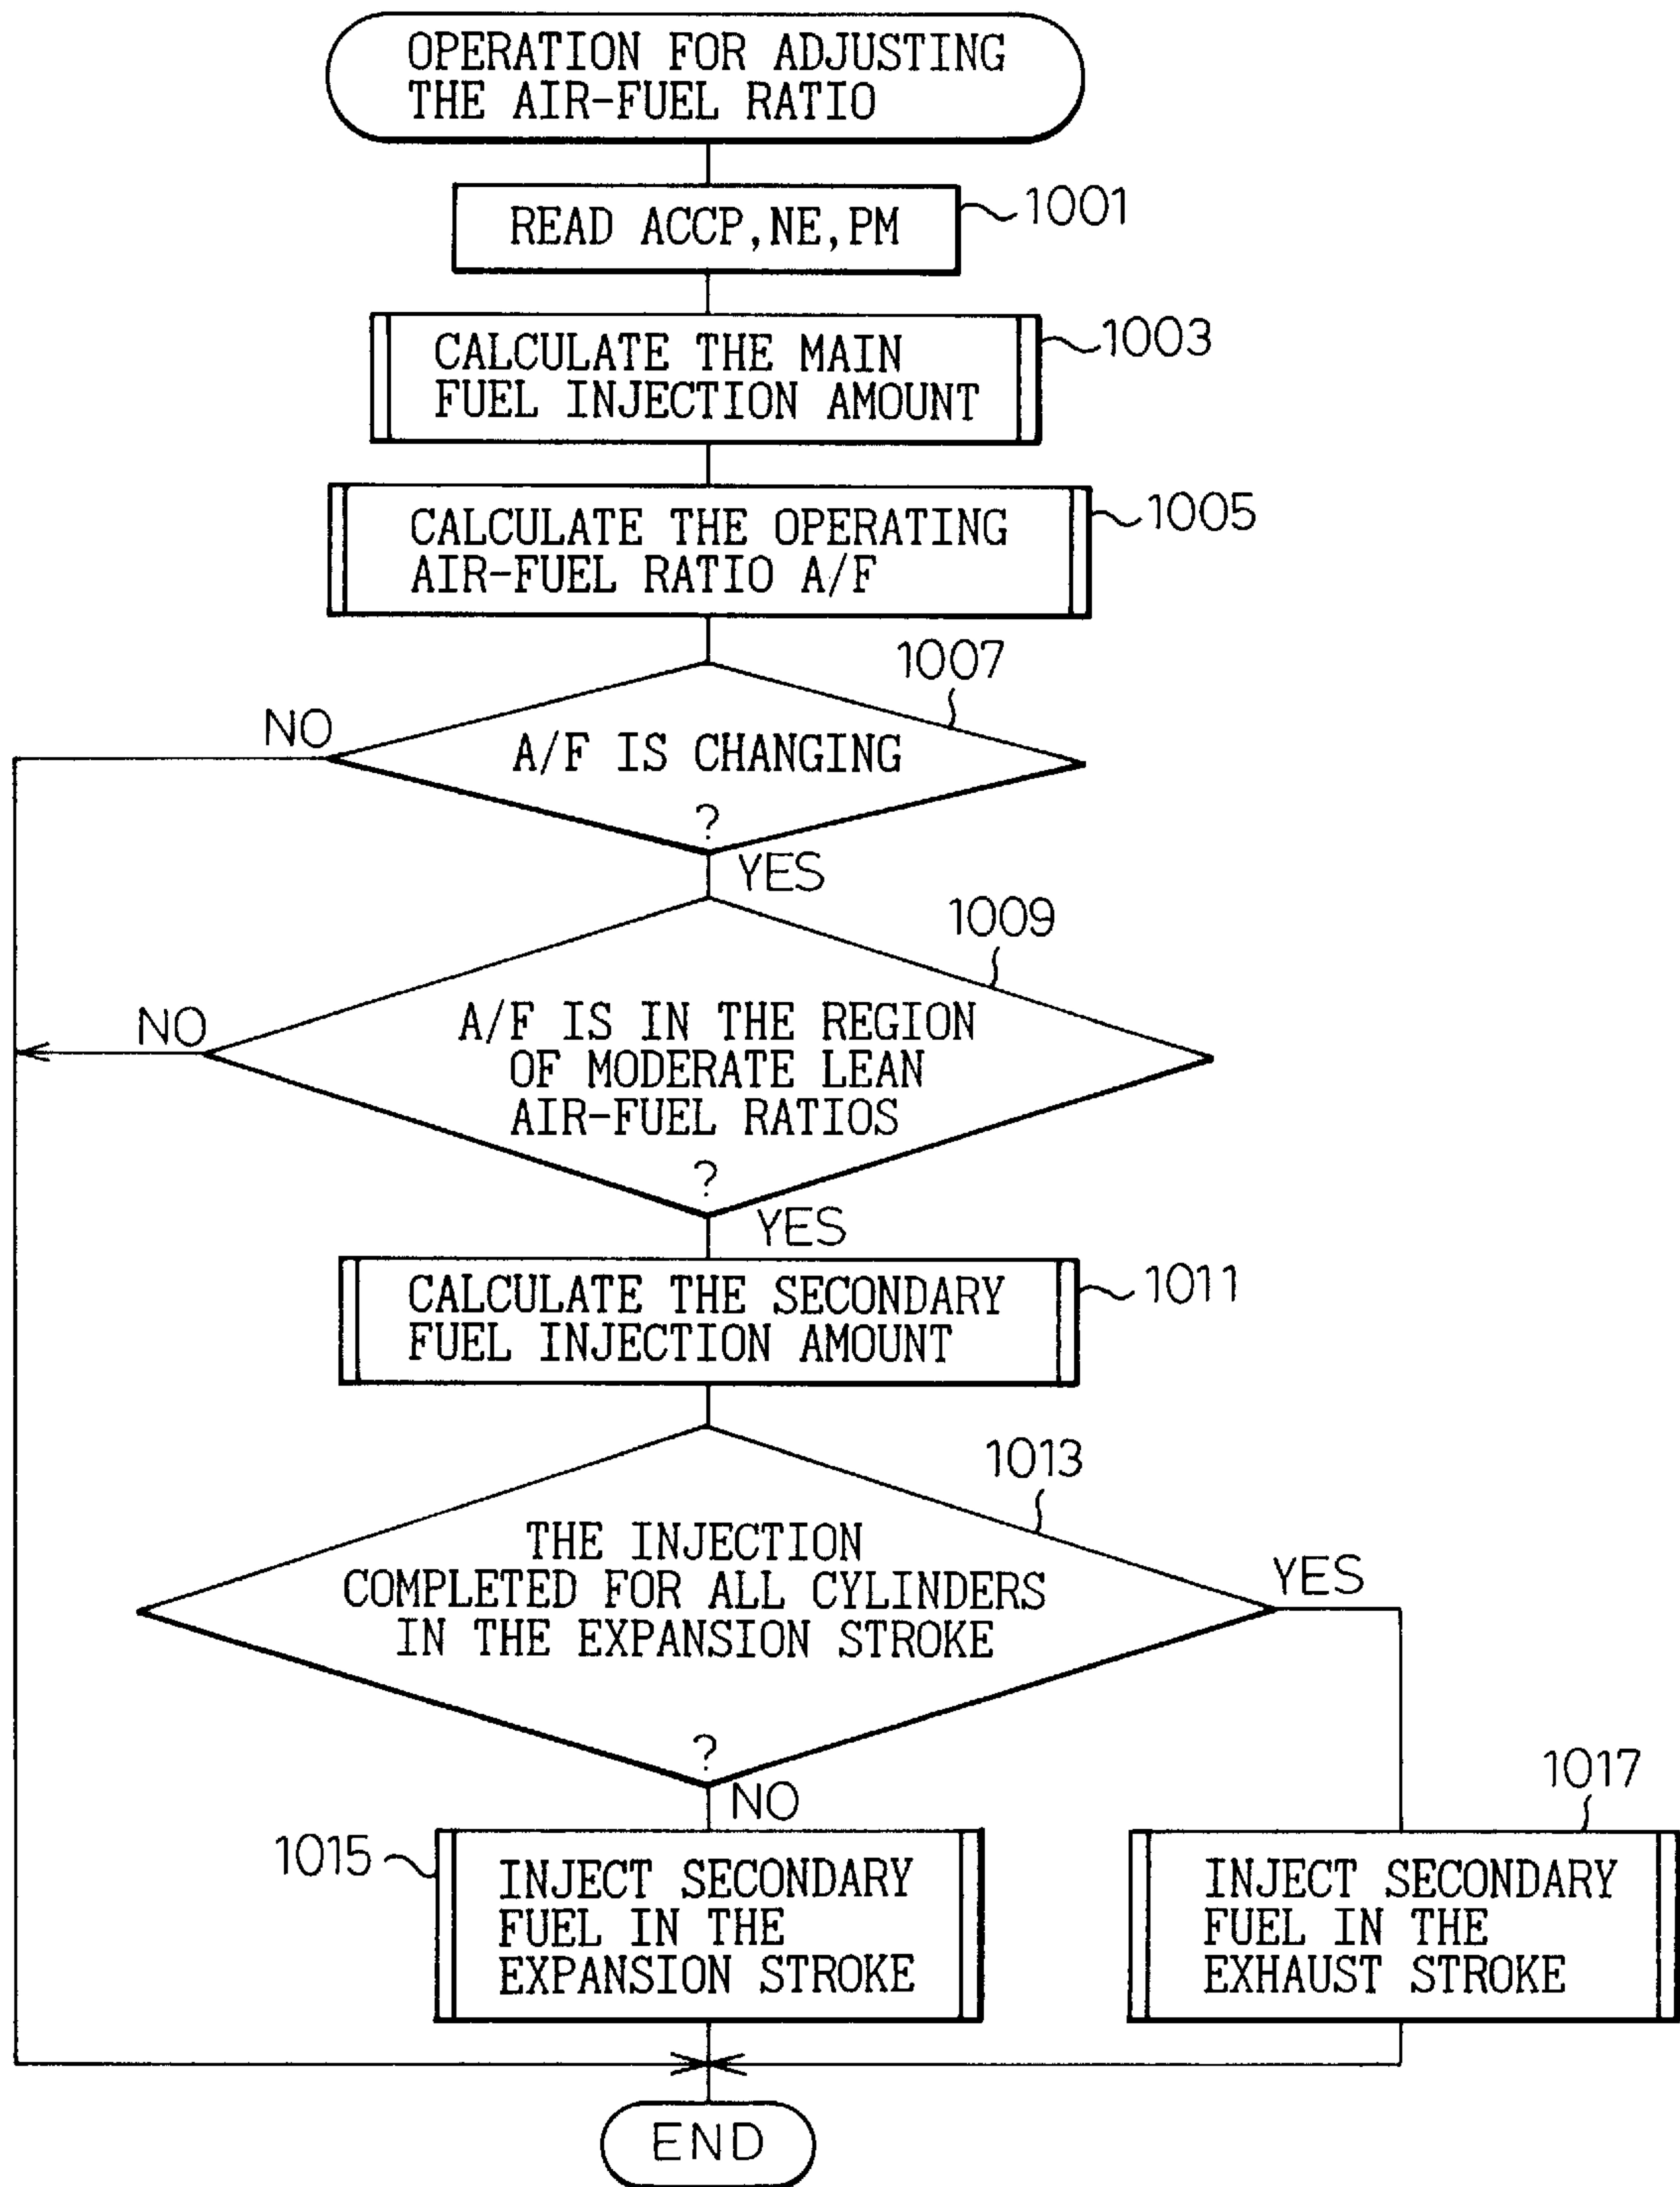 OPERATION FOR ADJUSTING
THE AIR-FUEL RATIO
READ ACCP,NE,PM
1001
CALCULATE THE MAIN
FUEL INJECTION AMOUNT
1003
CALCULATE THE OPERATING
AIR-FUEL RATIO A/F
1005
1007
NO
A/F IS CHANGING
?
YES
1009
NO
A/F IS IN THE REGION
OF MODERATE LEAN
AIR-FUEL RATIOS
?
YES
CALCULATE THE SECONDARY
FUEL INJECTION AMOUNT
1011
1013
THE INJECTION
COMPLETED FOR ALL CYLINDERS
IN THE EXPANSION STROKE
?
YES
NO
1015
INJECT SECONDARY
FUEL IN THE
EXPANSION STROKE
1017
INJECT SECONDARY
FUEL IN THE
EXHAUST STROKE
END